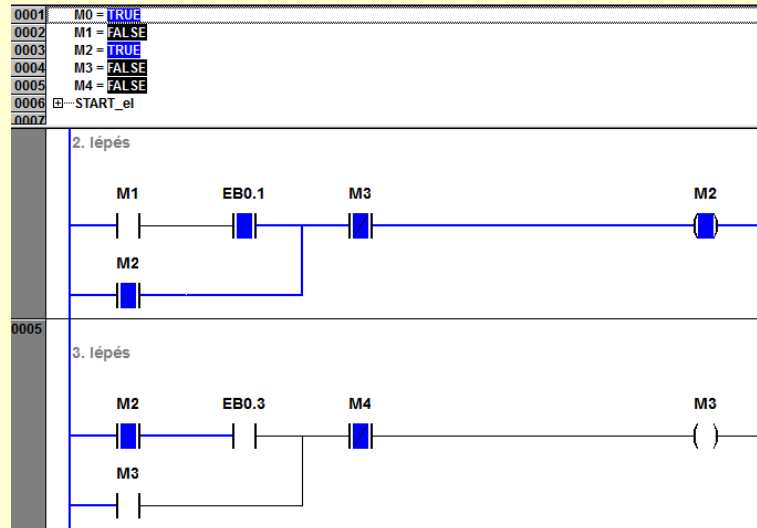 0001 M0 = TRUE
0002 M1 = FALSE
0003 M2 = TRUE
0004 M3 = FALSE
0005 M4 = FALSE
0006 START_el
0007
2. lépés
M1 EB0.1 M3 M2
M2
0005
3. lépés
M2 EB0.3 M4 M3
M3